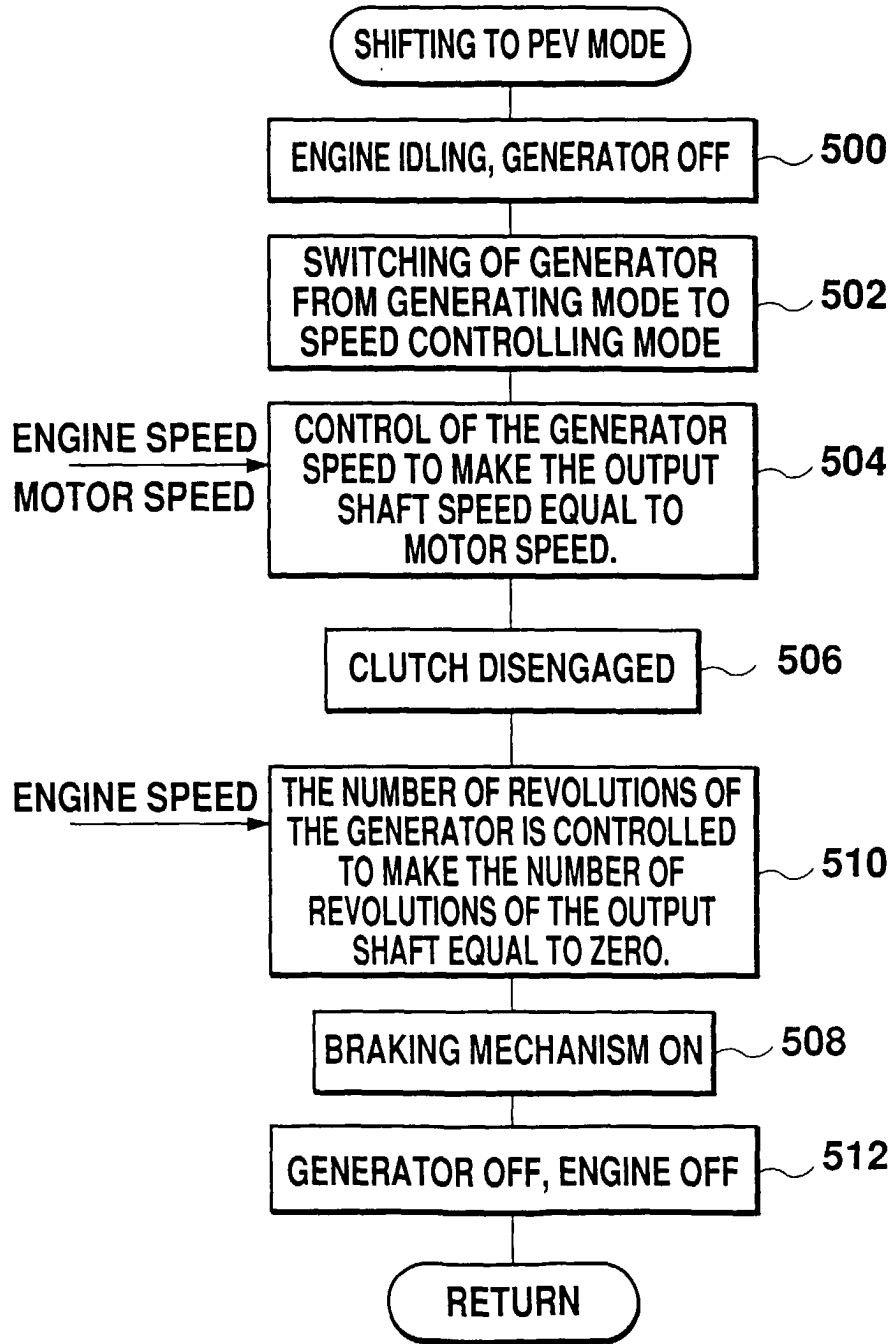 SHIFTING TO PEV MODE
ENGINE IDLING, GENERATOR OFF
500
SWITCHING OF GENERATOR
FROM GENERATING MODE TO
SPEED CONTROLLING MODE
502
ENGINE SPEED
MOTOR SPEED
CONTROL OF THE GENERATOR
SPEED TO MAKE THE OUTPUT
SHAFT SPEED EQUAL TO
MOTOR SPEED.
504
CLUTCH DISENGAGED
506
ENGINE SPEED
THE NUMBER OF REVOLUTIONS OF
THE GENERATOR IS CONTROLLED
TO MAKE THE NUMBER OF
REVOLUTIONS OF THE OUTPUT
SHAFT EQUAL TO ZERO.
510
BRAKING MECHANISM ON
508
GENERATOR OFF, ENGINE OFF
512
RETURN